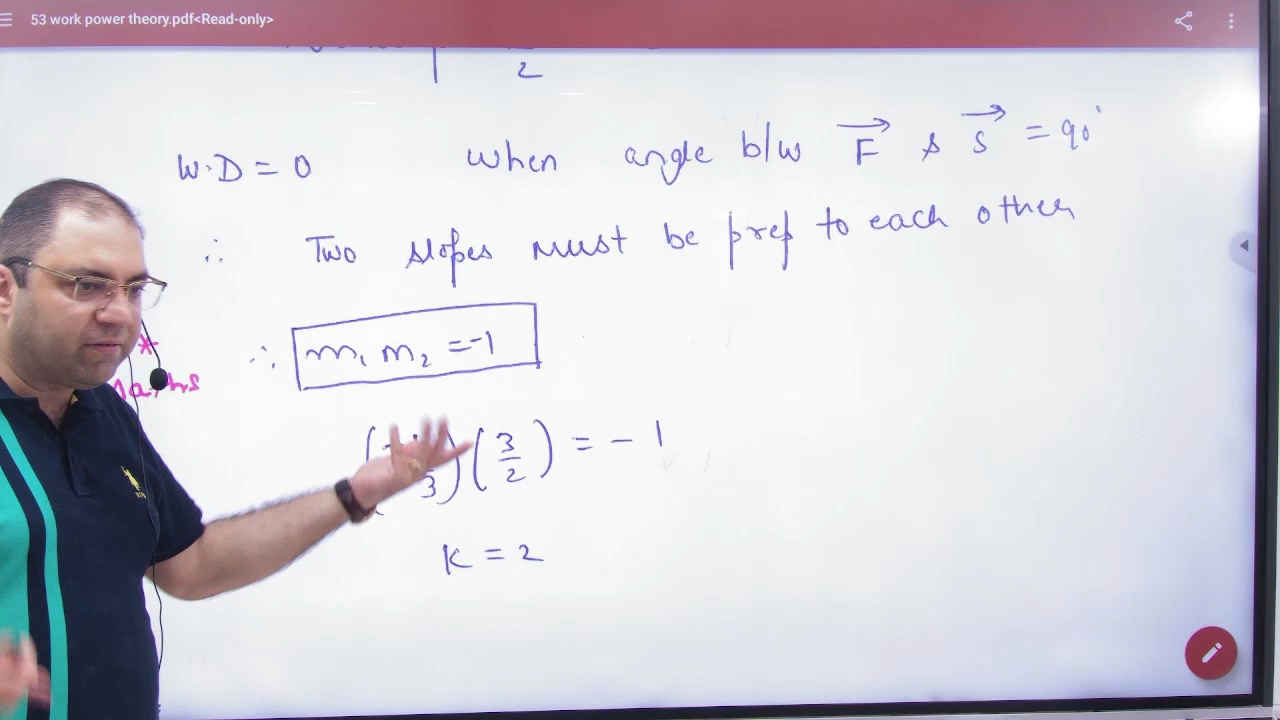 53 work power theory.pdf<Read-only>
2
W.D = 0 when angle b/w F⃗ & S⃗ = 90°
∴ Two slopes must be prep to each other
*
∴ m₁ m₂ = -1
3 ) ( 3/2 ) = - 1
K = 2